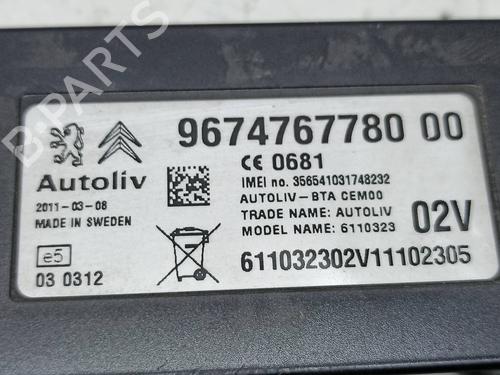 9674767780 00
CE 0681
IMEI no. 356541031748232
Autoliv
AUTOLIV-BTA CEM00
2011-03-08
TRADE NAME: AUTOLIV
MADE IN SWEDEN
MODEL NAME: 6110323
02V
e5
03 0312
611032302V11102305
B-PARTS